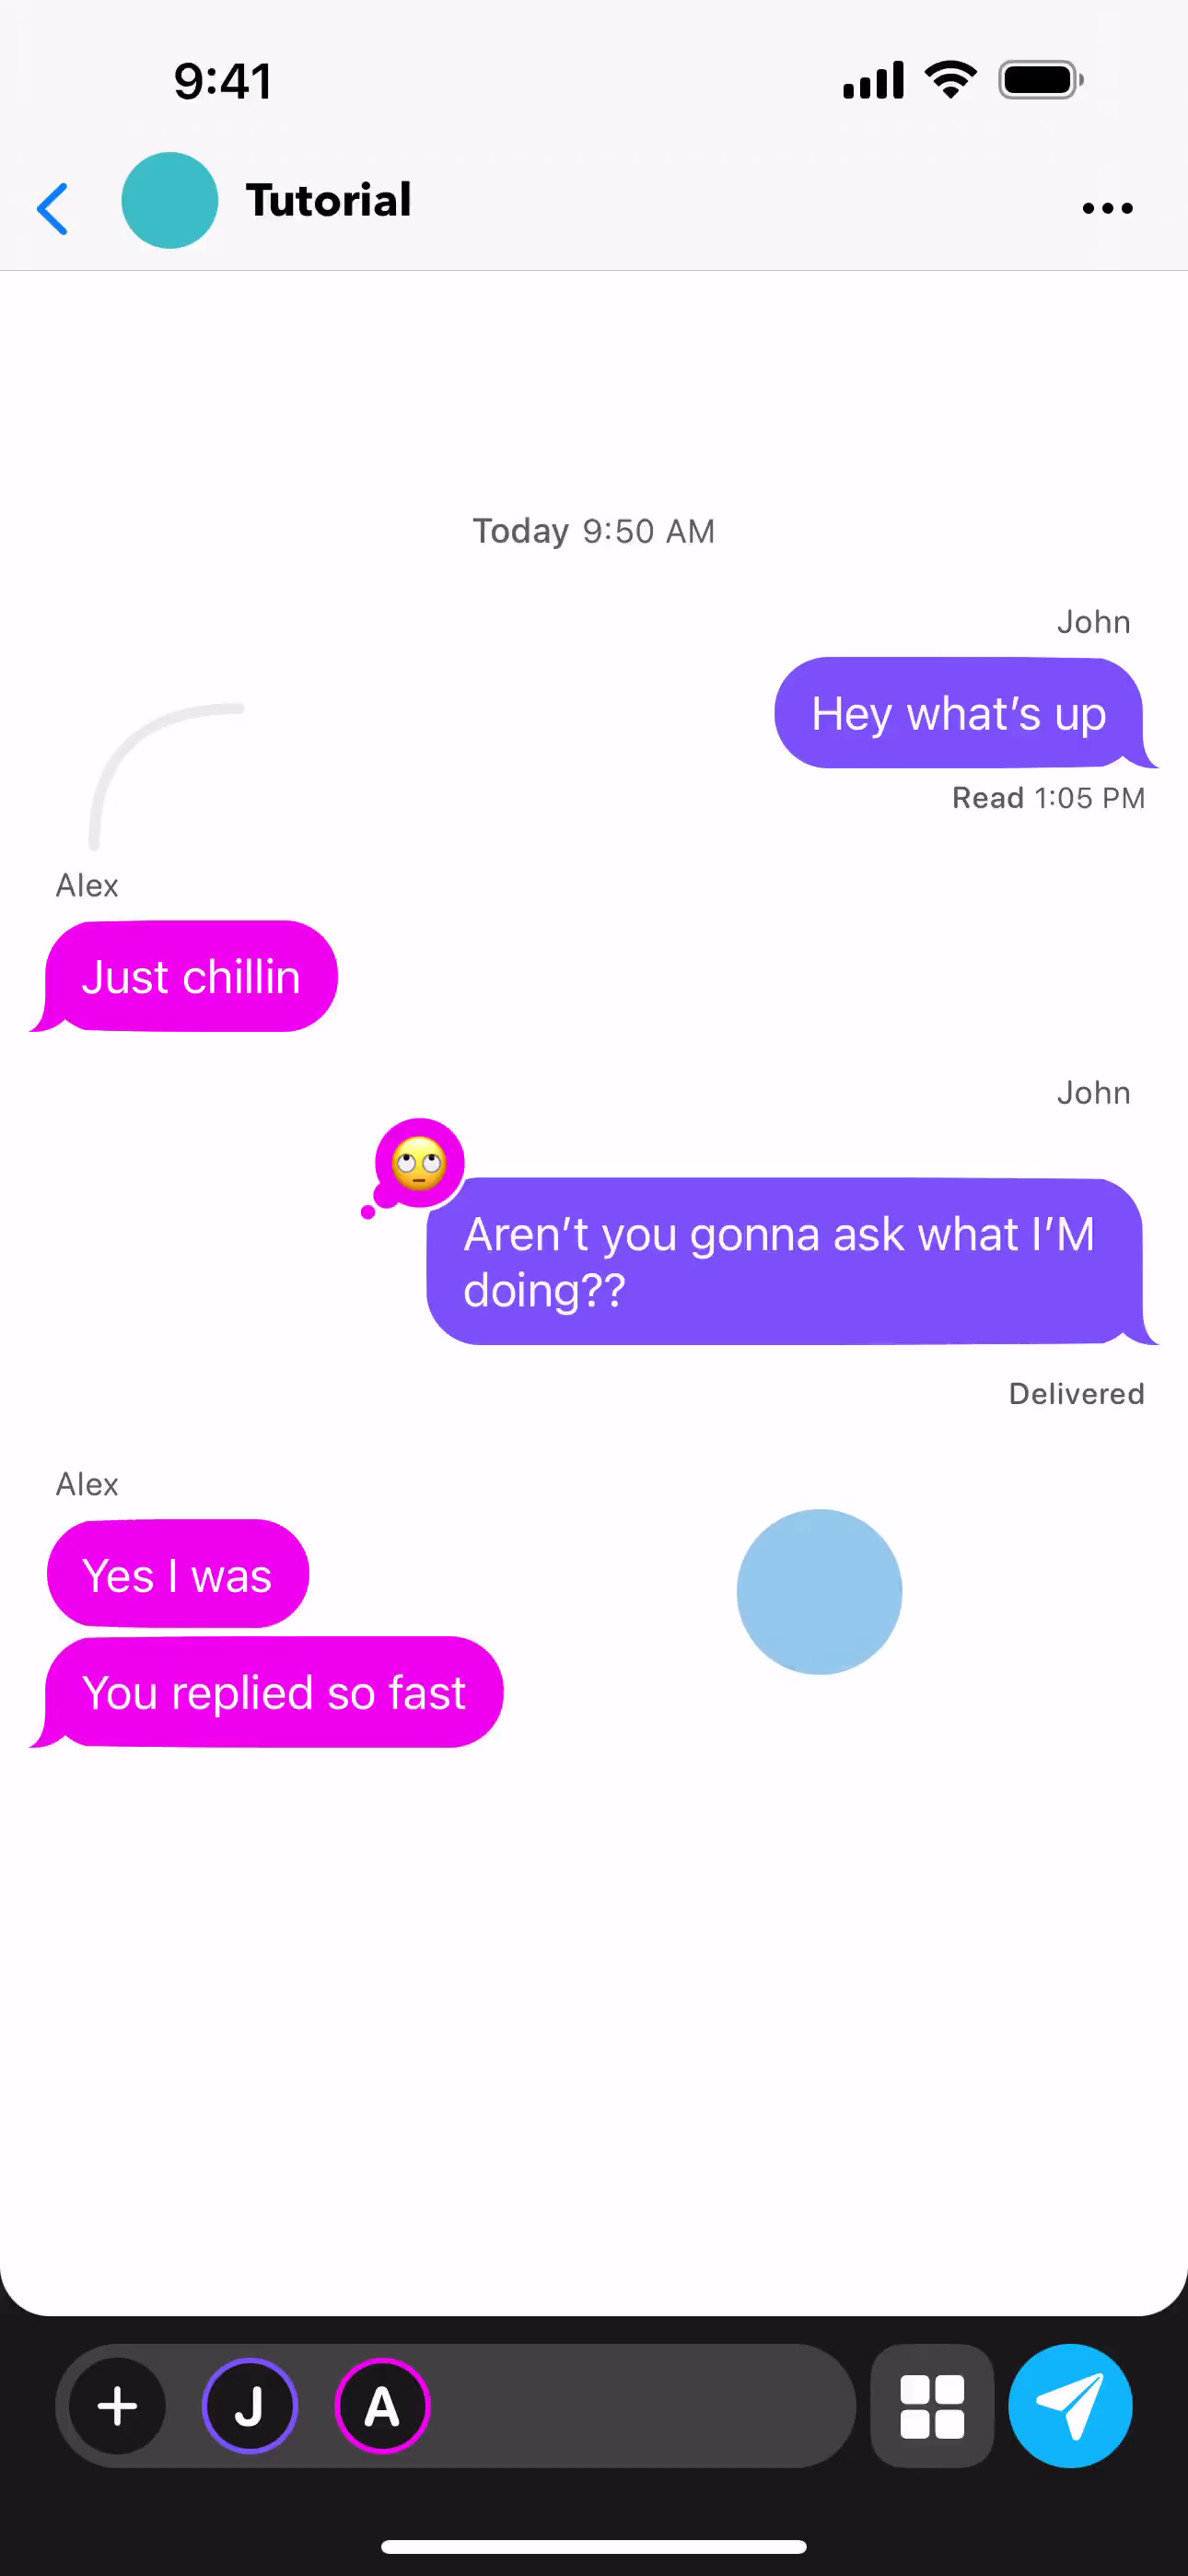 9:41
Tutorial
Today 9:50 AM
John
Hey what’s up
Read 1:05 PM
Alex
Just chillin
John
Aren’t you gonna ask what I’M
doing??
Delivered
Alex
Yes I was
You replied so fast
J A